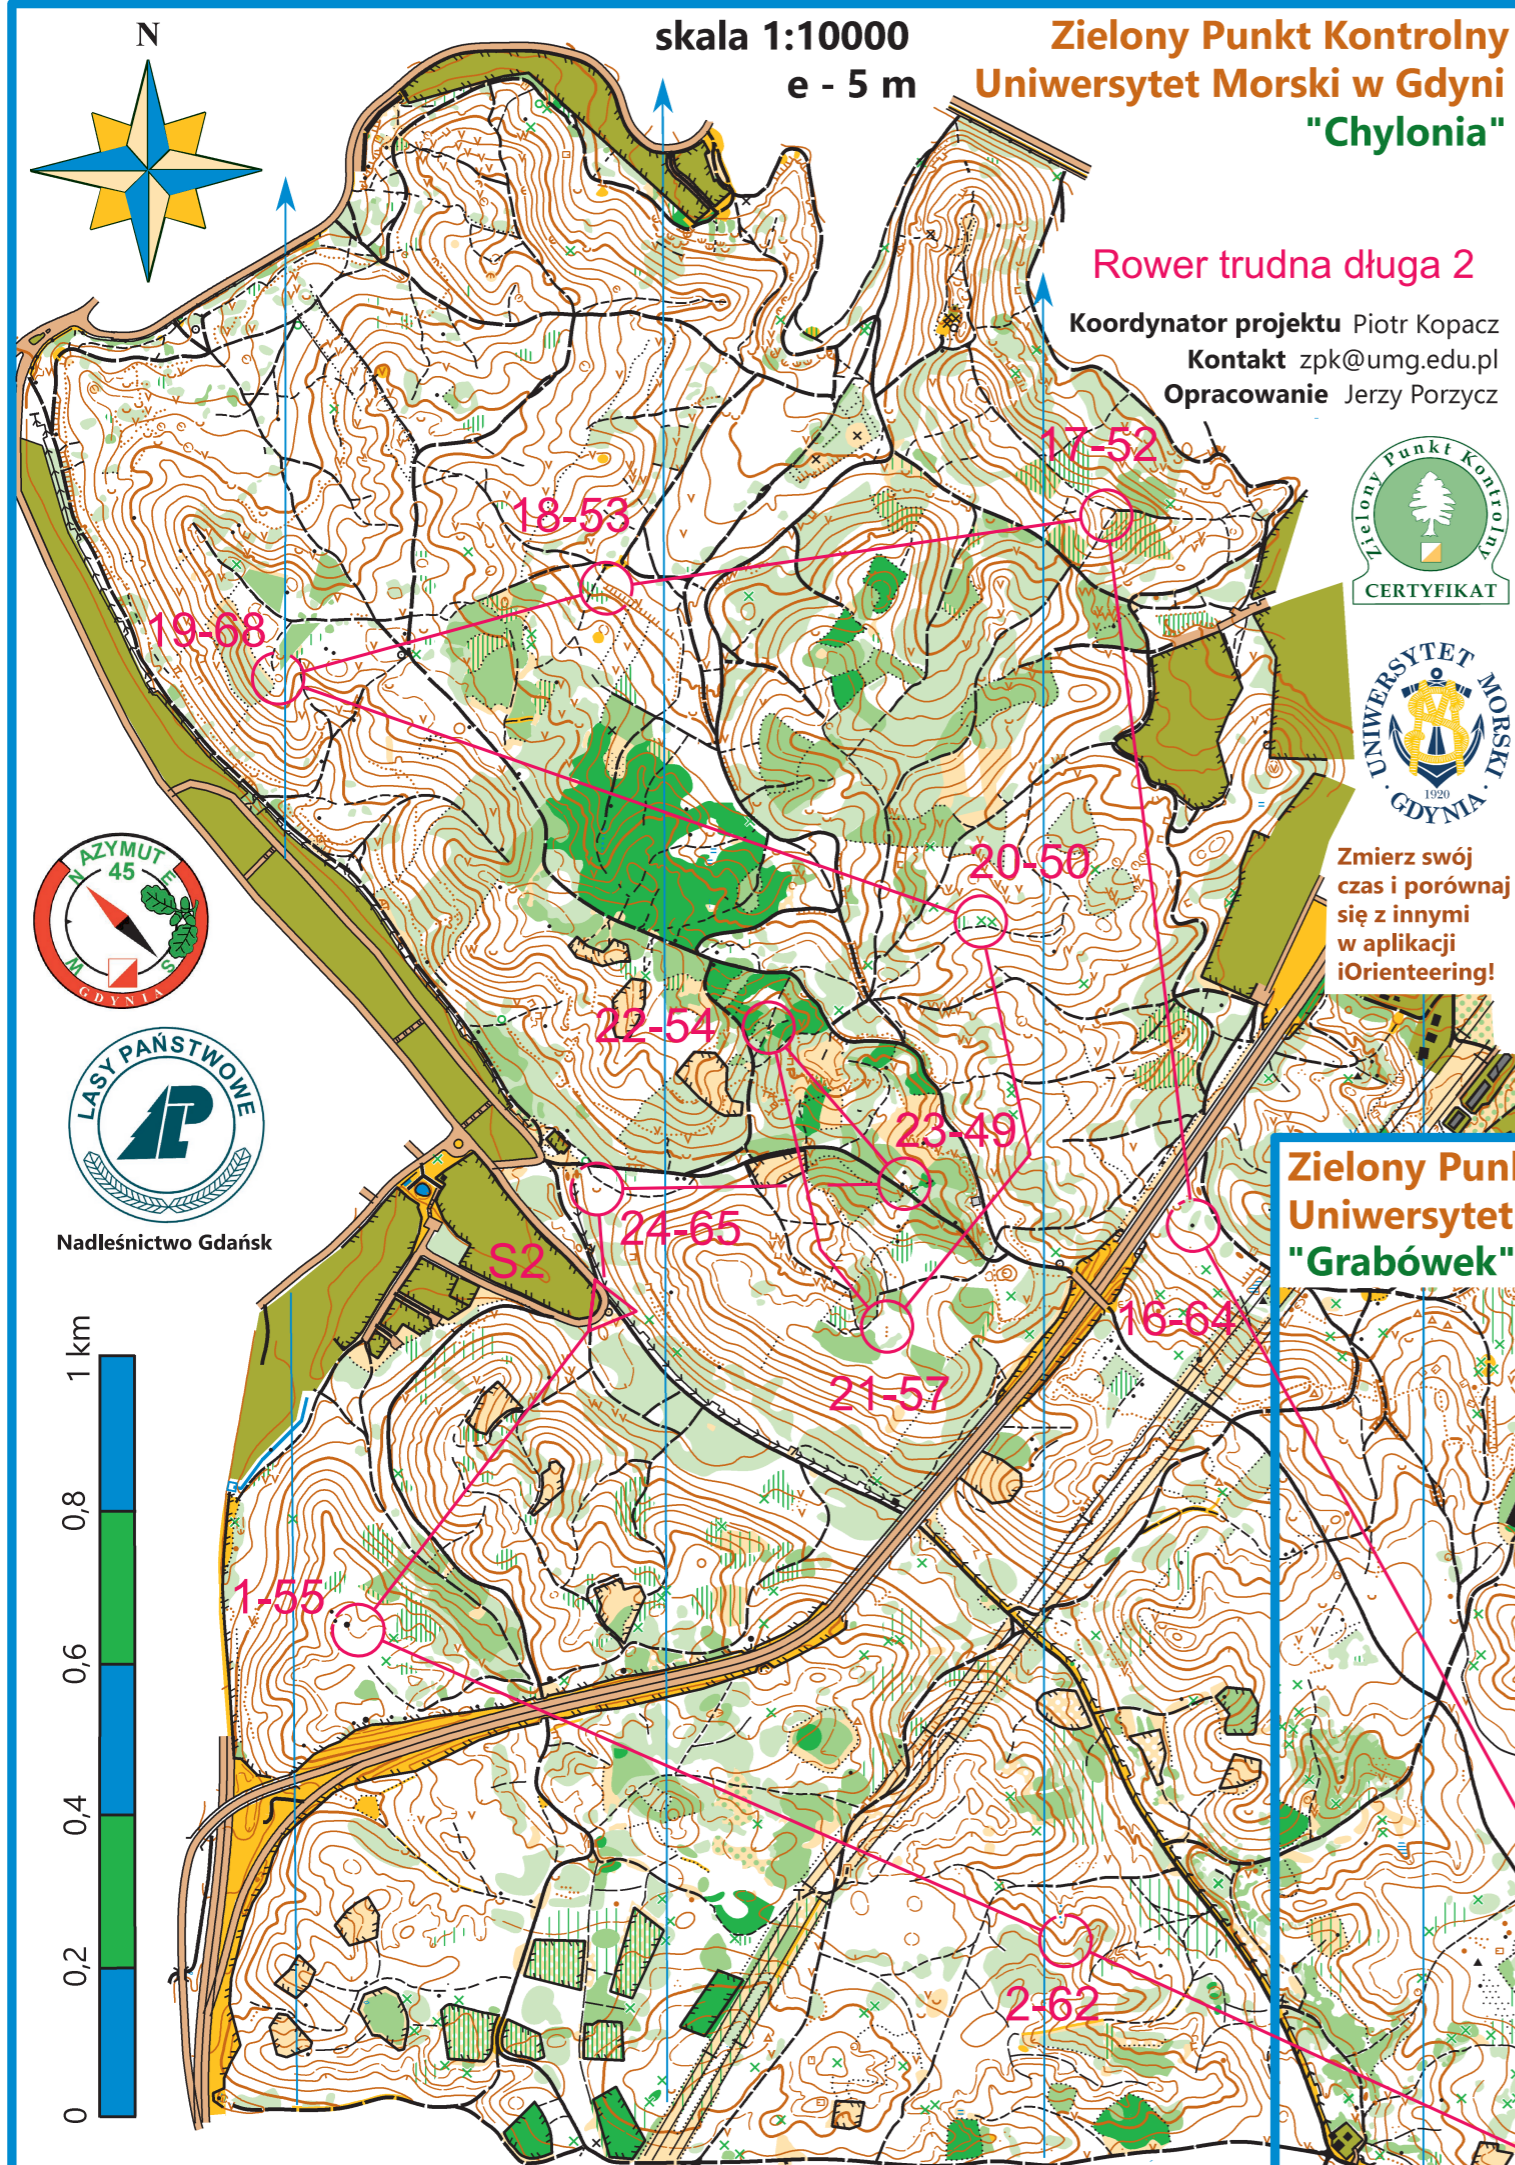 N
skala 1:10000
e - 5 m
Zielony Punkt Kontrolny
Uniwersytet Morski w Gdyni
"Chylonia"
Rower trudna długa 2
Koordynator projektu Piotr Kopacz
Kontakt zpk@umg.edu.pl
Opracowanie Jerzy Porzycz
Zielony Punkt Kontrolny
CERTYFIKAT
UNIWERSYTET MORSKI
1920
· GDYNIA ·
Zmierz swój
czas i porównaj
się z innymi
w aplikacji
iOrienteering!
17-52
18-53
19-68
20-50
22-54
23-49
24-65
S2
16-64
21-57
1-55
2-62
AZYMUT
45
N
E
W
S
GDYNIA
LASY PAŃSTWOWE
LP
Nadleśnictwo Gdańsk
1 km
0,8
0,6
0,4
0,2
0
Zielony Punl
Uniwersytet
"Grabówek"